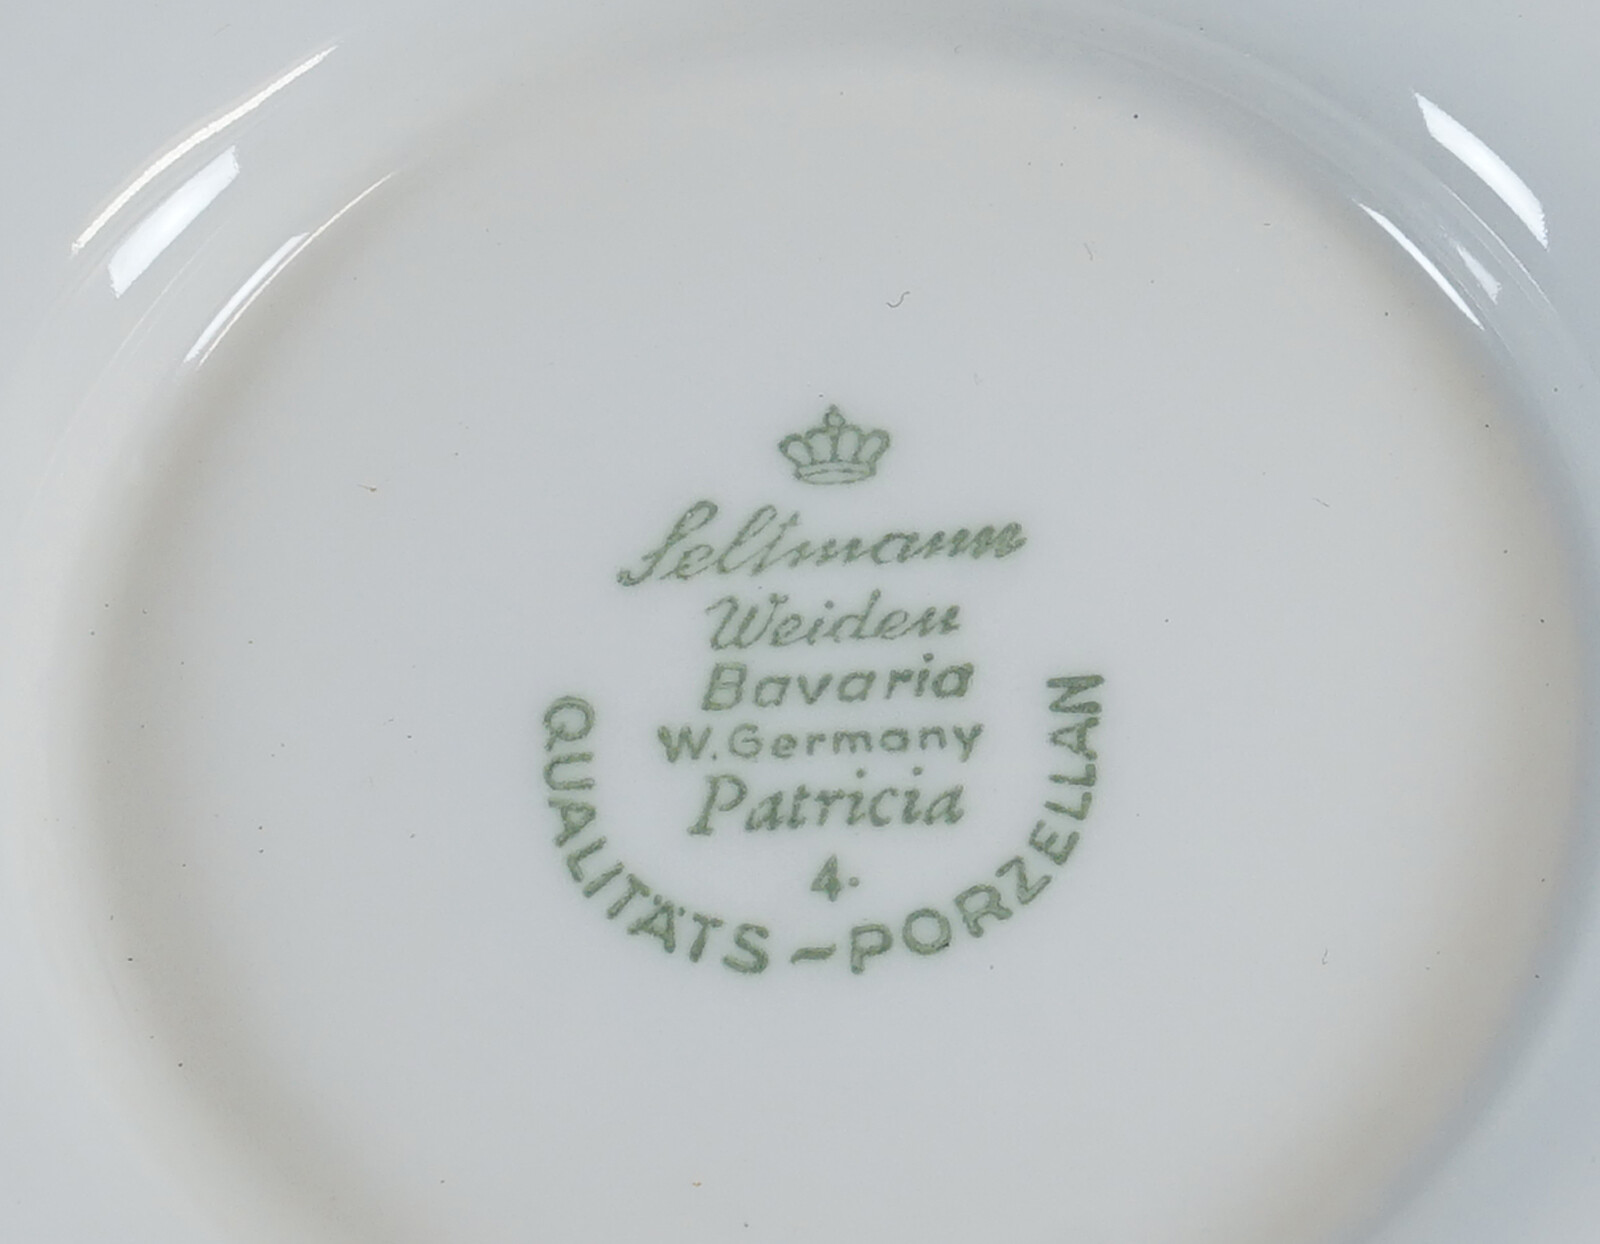 Seltmann
Weiden
Bavaria
W.Germany
Patricia
4.
QUALITÄTS-PORZELLAN